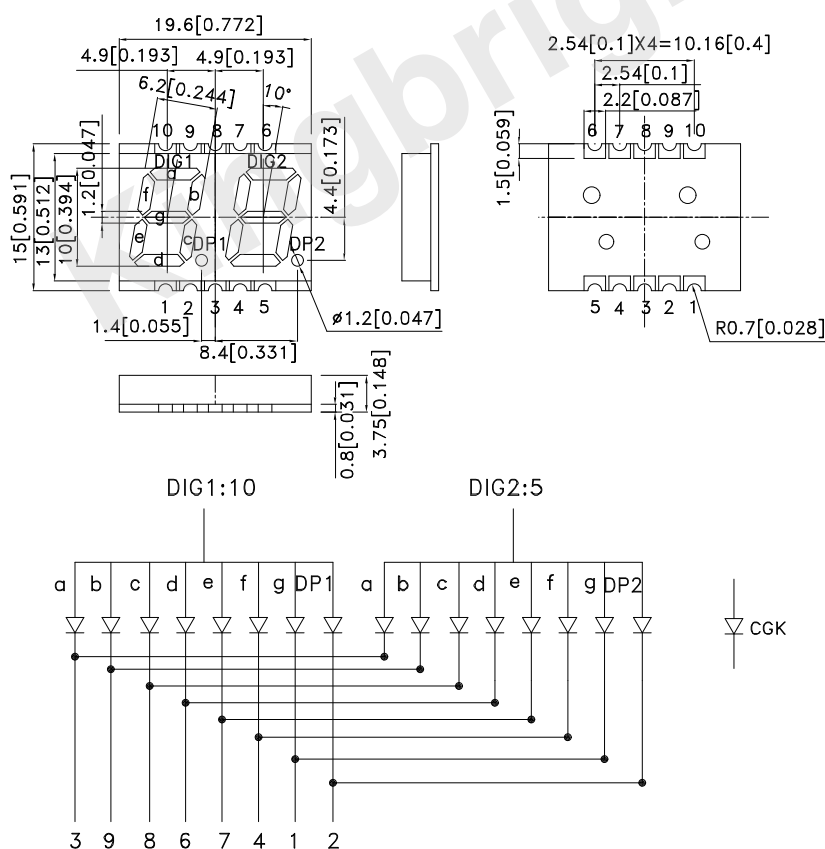 19.6[0.772]
4.9[0.193] 4.9[0.193]
6.2[0.244] 10°
10 9 8 7 6
DIG1 DIG2
a
f b
g
e c DP1 DP2
d
1 2 3 4 5
15[0.591]
13[0.512]
10[0.394]
1.2[0.047]
4.4[0.173]
1.4[0.055]
8.4[0.331]
ø1.2[0.047]
2.54[0.1]X4=10.16[0.4]
2.54[0.1]
2.2[0.087]
6 7 8 9 10
1.5[0.059]
5 4 3 2 1
R0.7[0.028]
0.8[0.031]
3.75[0.148]
DIG1:10 DIG2:5
a b c d e f g DP1 a b c d e f g DP2
CGK
3 9 8 6 7 4 1 2
Kingbrig